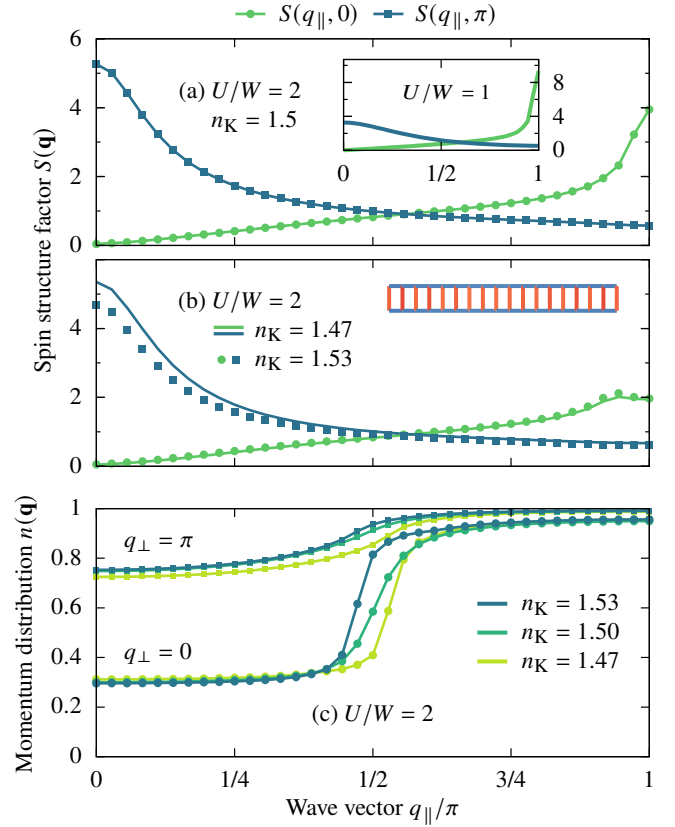 S(q∥, 0) S(q∥, π)
Spin structure factor S(q)
6
4
2
0
(a) U/W = 2
n_K = 1.5
U/W = 1
8
4
0
0 1/2 1
4
2
0
(b) U/W = 2
n_K = 1.47
n_K = 1.53
Momentum distribution n(q)
1
0.8
0.6
0.4
0.2
0
q⊥ = π
q⊥ = 0
n_K = 1.53
n_K = 1.50
n_K = 1.47
(c) U/W = 2
0 1/4 1/2 3/4 1
Wave vector q∥/π